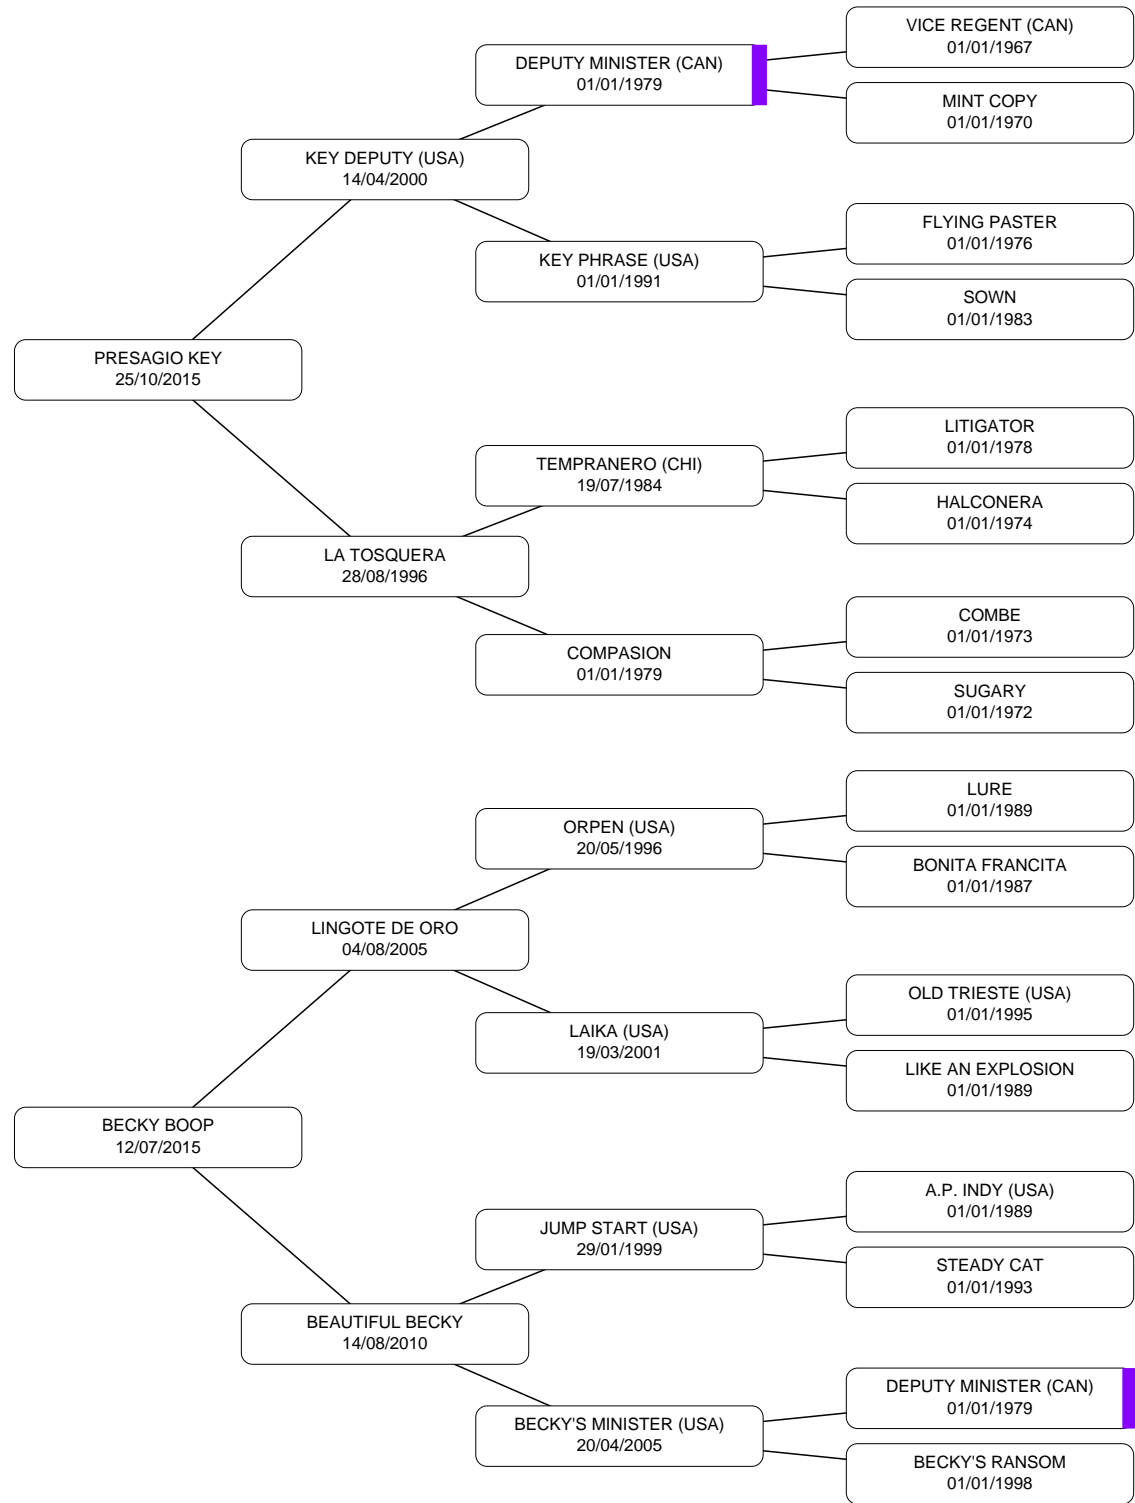 VICE REGENT (CAN)
01/01/1967
DEPUTY MINISTER (CAN)
01/01/1979
MINT COPY
01/01/1970
KEY DEPUTY (USA)
14/04/2000
FLYING PASTER
01/01/1976
KEY PHRASE (USA)
01/01/1991
SOWN
01/01/1983
PRESAGIO KEY
25/10/2015
LITIGATOR
01/01/1978
TEMPRANERO (CHI)
19/07/1984
HALCONERA
01/01/1974
LA TOSQUERA
28/08/1996
COMBE
01/01/1973
COMPASION
01/01/1979
SUGARY
01/01/1972
LURE
01/01/1989
ORPEN (USA)
20/05/1996
BONITA FRANCITA
01/01/1987
LINGOTE DE ORO
04/08/2005
OLD TRIESTE (USA)
01/01/1995
LAIKA (USA)
19/03/2001
LIKE AN EXPLOSION
01/01/1989
BECKY BOOP
12/07/2015
A.P. INDY (USA)
01/01/1989
JUMP START (USA)
29/01/1999
STEADY CAT
01/01/1993
BEAUTIFUL BECKY
14/08/2010
DEPUTY MINISTER (CAN)
01/01/1979
BECKY'S MINISTER (USA)
20/04/2005
BECKY'S RANSOM
01/01/1998